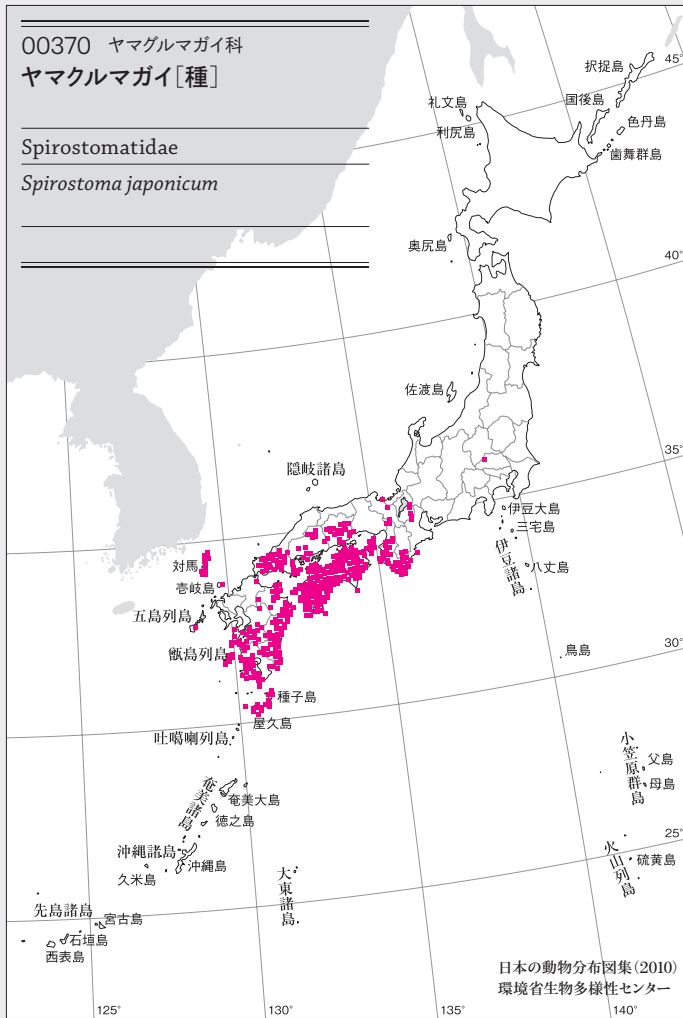 00370 ヤマグルマガイ科
ヤマクルマガイ［種］
Spirostomatidae
Spirostoma japonicum
択捉島
国後島
礼文島
色丹島
利尻島
歯舞群島
奥尻島
佐渡島
隠岐諸島
伊豆大島
三宅島
伊豆諸島
八丈島
対馬
壱岐島
五島列島
甑島列島
鳥島
種子島
屋久島
吐噶喇列島
小笠原群島
父島
母島
奄美諸島
奄美大島
徳之島
沖縄諸島
沖縄島
久米島
火山列島
硫黄島
大東諸島
先島諸島
宮古島
石垣島
西表島
45°
40°
35°
30°
25°
125°
130°
135°
140°
日本の動物分布図集（2010）
環境省生物多様性センター